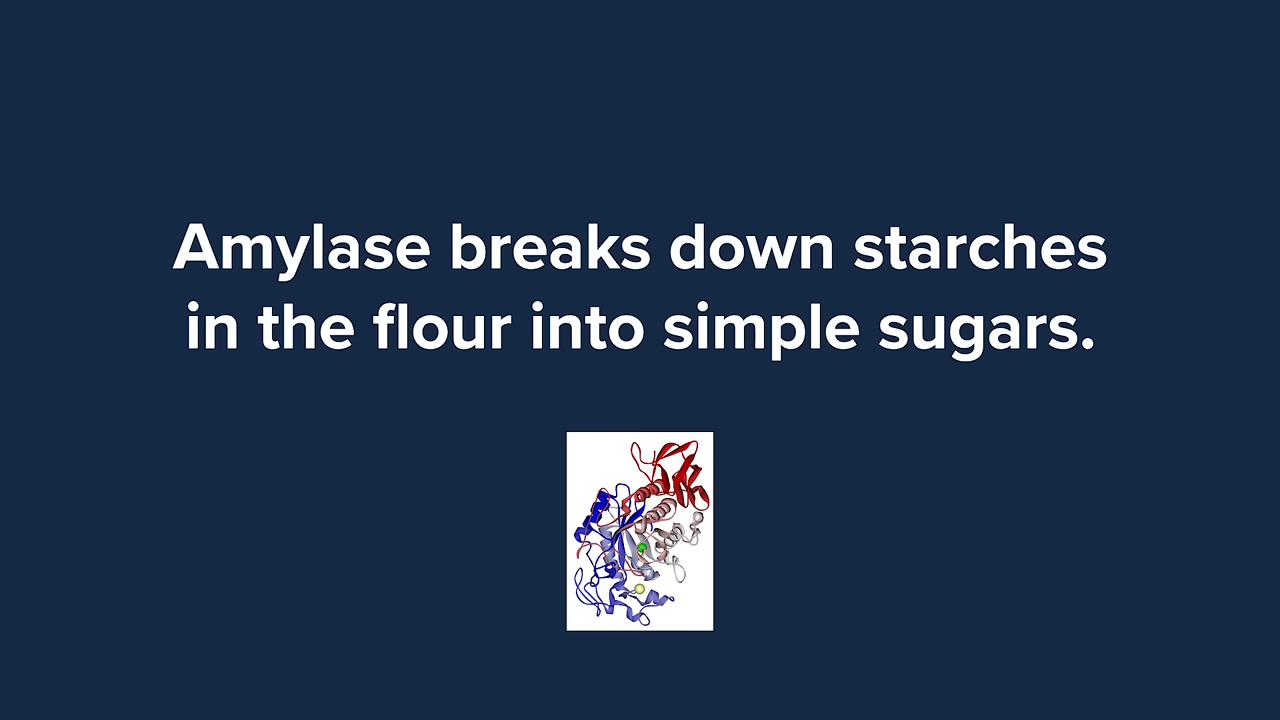 Amylase breaks down starches
in the flour into simple sugars.